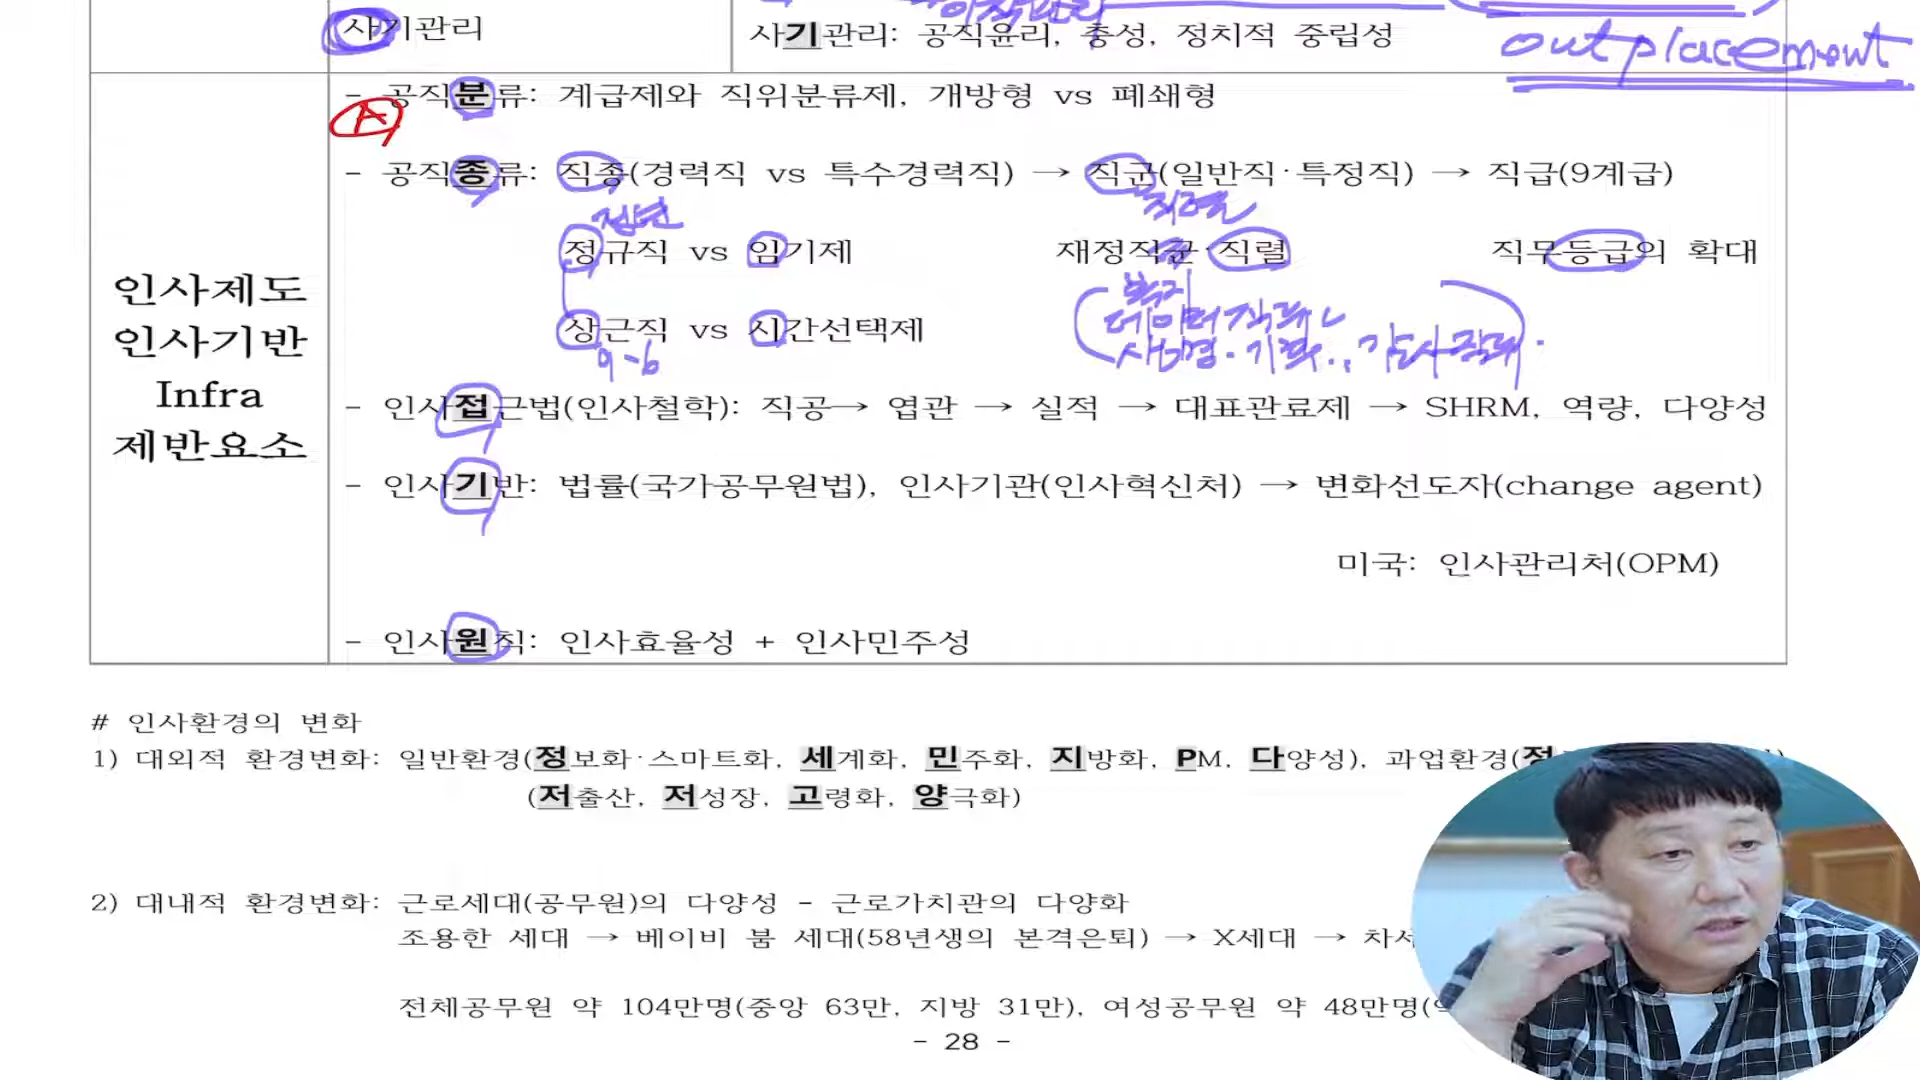 사기관리
사기관리: 공직윤리, 충성, 정치적 중립성
outplacement
- 공직분류: 계급제와 직위분류제, 개방형 vs 폐쇄형
A
- 공직종류: 직종(경력직 vs 특수경력직) → 직군(일반직·특정직) → 직급(9계급)
직렬
정규직 vs 임기제
재정직군·직렬
직무등급의 확대
상근직 vs 시간선택제
9-6
데이터 직류,
인사제도
인사기반
Infra
제반요소
- 인사접근법(인사철학): 직공→ 엽관 → 실적 → 대표관료제 → SHRM, 역량, 다양성
- 인사기반: 법률(국가공무원법), 인사기관(인사혁신처) → 변화선도자(change agent)
미국: 인사관리처(OPM)
- 인사원칙: 인사효율성 + 인사민주성
# 인사환경의 변화
1) 대외적 환경변화: 일반환경(정보화·스마트화, 세계화, 민주화, 지방화, PM, 다양성), 과업환경(정
(저출산, 저성장, 고령화, 양극화)
2) 대내적 환경변화: 근로세대(공무원)의 다양성 - 근로가치관의 다양화
조용한 세대 → 베이비 붐 세대(58년생의 본격은퇴) → X세대 → 차세
전체공무원 약 104만명(중앙 63만, 지방 31만), 여성공무원 약 48만명(
- 28 -